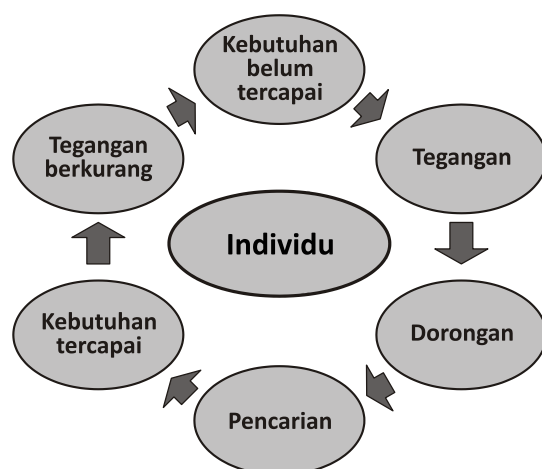 Kebutuhan
belum
tercapai
Tegangan
Dorongan
Pencarian
Kebutuhan
tercapai
Tegangan
berkurang
Individu